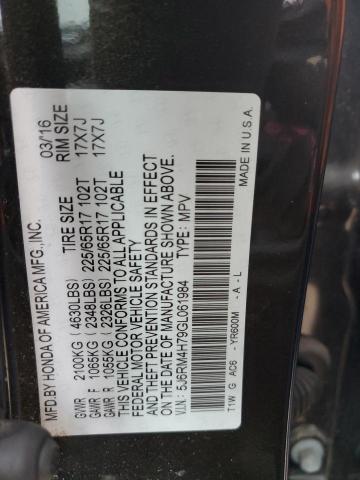 MFD. BY HONDA OF AMERICA MFG., INC. 03/16
TIRE SIZE RIM SIZE
GVWR 2100KG (4630LBS)
GAWR F 1065KG (2348LBS) 225/65R17 102T 17X7J
GAWR R 1055KG (2326LBS) 225/65R17 102T 17X7J
THIS VEHICLE CONFORMS TO ALL APPLICABLE
FEDERAL MOTOR VEHICLE SAFETY, BUMPER, AND
THEFT PREVENTION STANDARDS IN EFFECT
ON THE DATE OF MANUFACTURE SHOWN ABOVE.
V.I.N.: 5J6RM4H79GL061984 TYPE: MPV
T1W G AC6 -YR600M - A - L
MADE IN U.S.A.